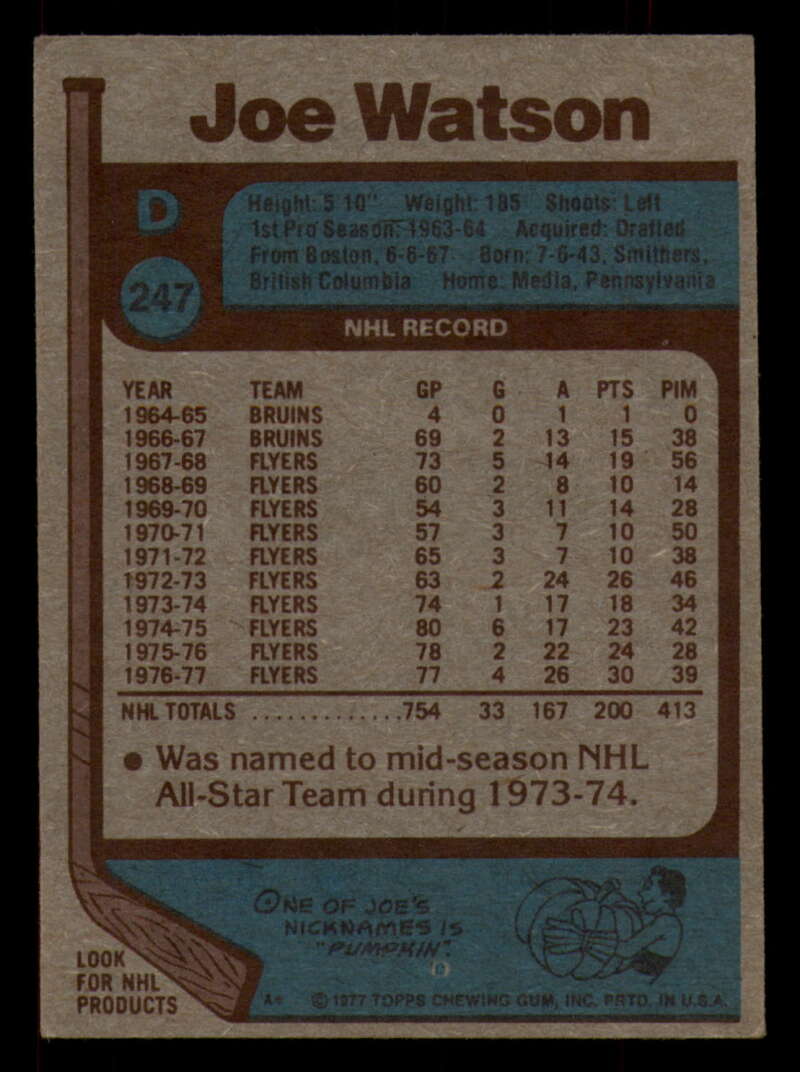 Joe Watson
D
247
Height: 5 10" Weight: 185 Shoots: Left
1st Pro Season: 1963-64 Acquired: Drafted
From Boston, 6-6-67 Born: 7-6-43, Smithers,
British Columbia Home: Media, Pennsylvania
NHL RECORD
YEAR TEAM GP G A PTS PIM
1964-65 BRUINS 4 0 1 1 0
1966-67 BRUINS 69 2 13 15 38
1967-68 FLYERS 73 5 14 19 56
1968-69 FLYERS 60 2 8 10 14
1969-70 FLYERS 54 3 11 14 28
1970-71 FLYERS 57 3 7 10 50
1971-72 FLYERS 65 3 7 10 38
1972-73 FLYERS 63 2 24 26 46
1973-74 FLYERS 74 1 17 18 34
1974-75 FLYERS 80 6 17 23 42
1975-76 FLYERS 78 2 22 24 28
1976-77 FLYERS 77 4 26 30 39
NHL TOTALS .............754 33 167 200 413
• Was named to mid-season NHL
All-Star Team during 1973-74.
ONE OF JOE'S
NICKNAMES IS
"PUMPKIN".
D
LOOK
FOR NHL
PRODUCTS
A* © 1977 TOPPS CHEWING GUM, INC. PRTD. IN U.S.A.